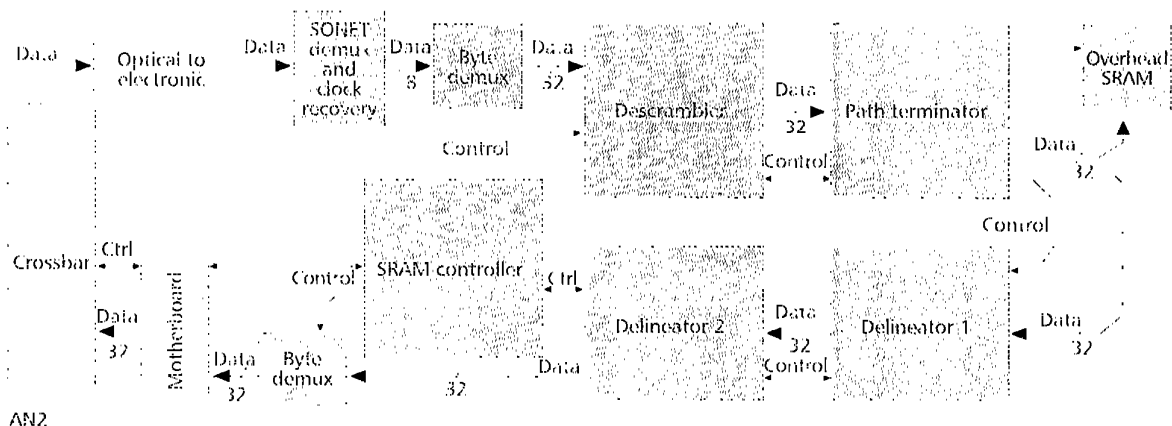 Data
Optical to
electronic
Data
SONET
demux
and
clock
recovery
Data
8
Byte
demux
Data
32
Descrambler
Data
32
Control
Path terminator
Overhead
SRAM
Data
32
Control
Control
Crossbar
Ctrl
Data
32
Motherboard
Control
SRAM controller
Ctrl
Delineator 2
Data
32
Control
Delineator 1
Data
32
Data
32
Byte
demux
32
Data
AN2